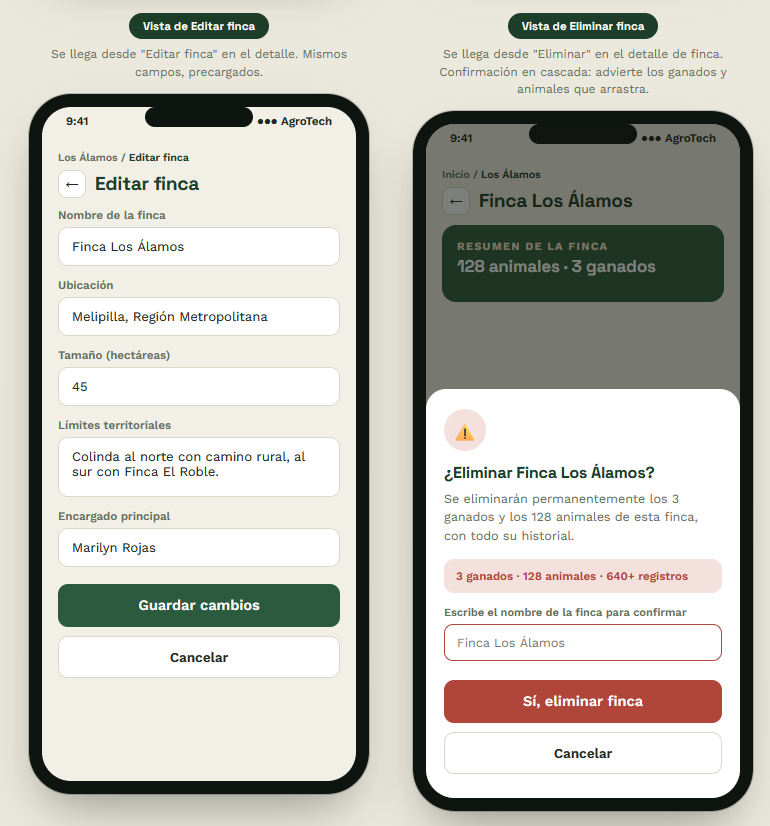 Vista de Editar finca
Se llega desde "Editar finca" en el detalle. Mismos
campos, precargados.
9:41
AgroTech
Los Álamos / Editar finca
← Editar finca
Nombre de la finca
Finca Los Álamos
Ubicación
Melipilla, Región Metropolitana
Tamaño (hectáreas)
45
Límites territoriales
Colinda al norte con camino rural, al
sur con Finca El Roble.
Encargado principal
Marilyn Rojas
Guardar cambios
Cancelar
Vista de Eliminar finca
Se llega desde "Eliminar" en el detalle de finca.
Confirmación en cascada: advierte los ganados y
animales que arrastra.
9:41
AgroTech
Inicio / Los Álamos
← Finca Los Álamos
RESUMEN DE LA FINCA
128 animales · 3 ganados
¿Eliminar Finca Los Álamos?
Se eliminarán permanentemente los 3
ganados y los 128 animales de esta finca,
con todo su historial.
3 ganados · 128 animales · 640+ registros
Escribe el nombre de la finca para confirmar
Finca Los Álamos
Sí, eliminar finca
Cancelar